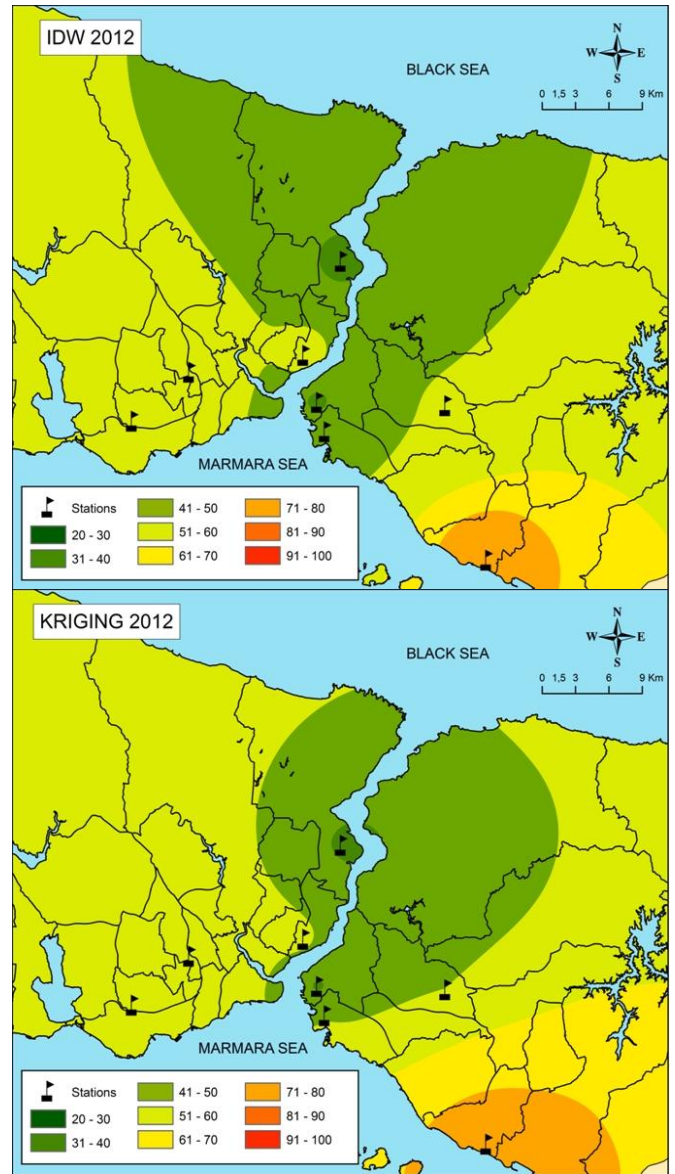 IDW 2012
BLACK SEA
N
W E
S
0 1,5 3 6 9 Km
MARMARA SEA
Stations 41 - 50 71 - 80
20 - 30 51 - 60 81 - 90
31 - 40 61 - 70 91 - 100
KRIGING 2012
BLACK SEA
N
W E
S
0 1,5 3 6 9 Km
MARMARA SEA
Stations 41 - 50 71 - 80
20 - 30 51 - 60 81 - 90
31 - 40 61 - 70 91 - 100